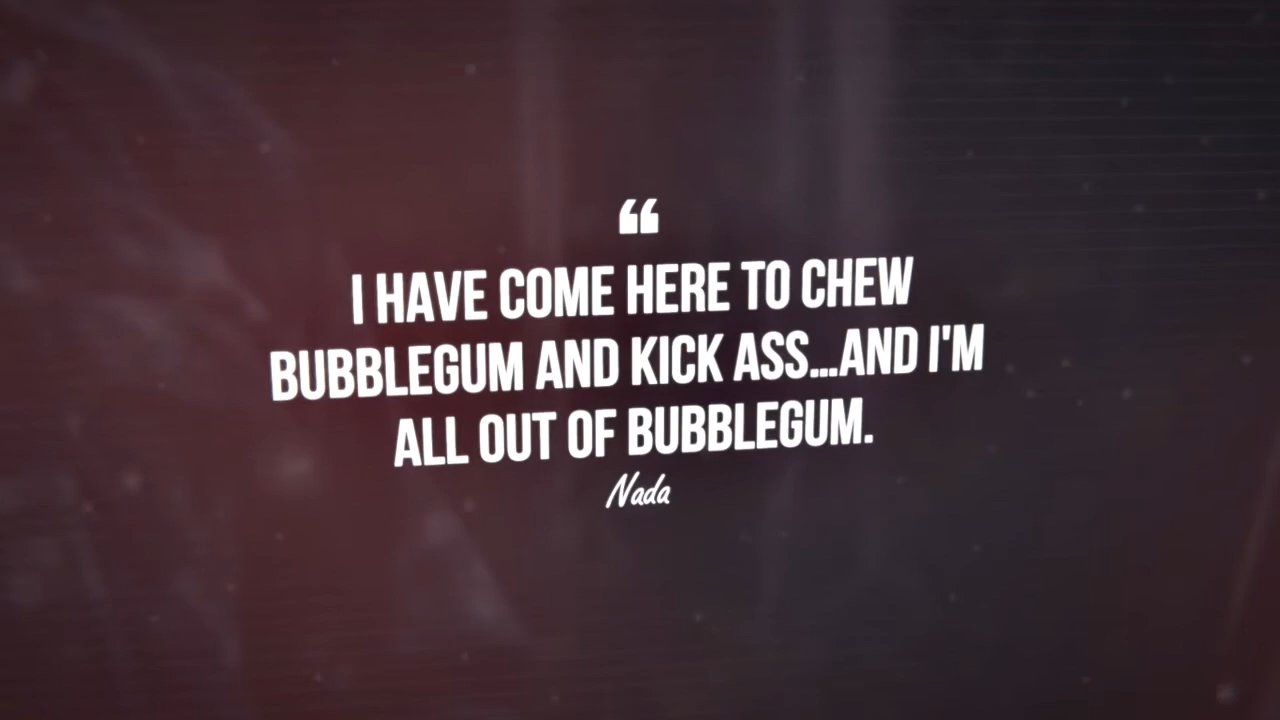 “
I HAVE COME HERE TO CHEW
BUBBLEGUM AND KICK ASS...AND I'M
ALL OUT OF BUBBLEGUM.
Nada